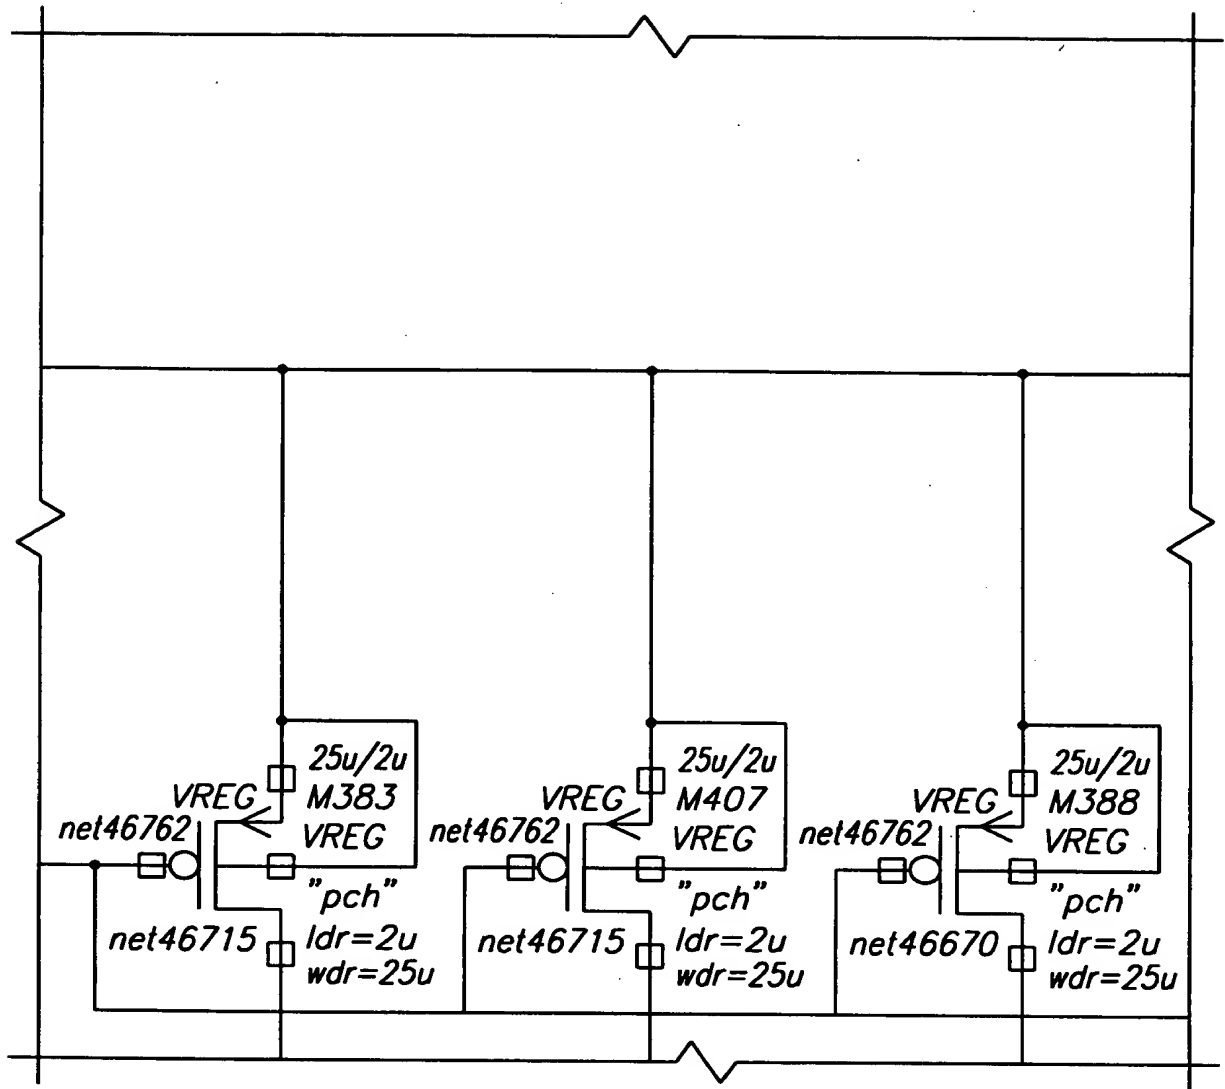 25u/2u
VREG M383
net46762 VREG
"pch"
net46715 ldr=2u
wdr=25u
25u/2u
VREG M407
net46762 VREG
"pch"
net46715 ldr=2u
wdr=25u
25u/2u
VREG M388
net46762 VREG
"pch"
net46670 ldr=2u
wdr=25u